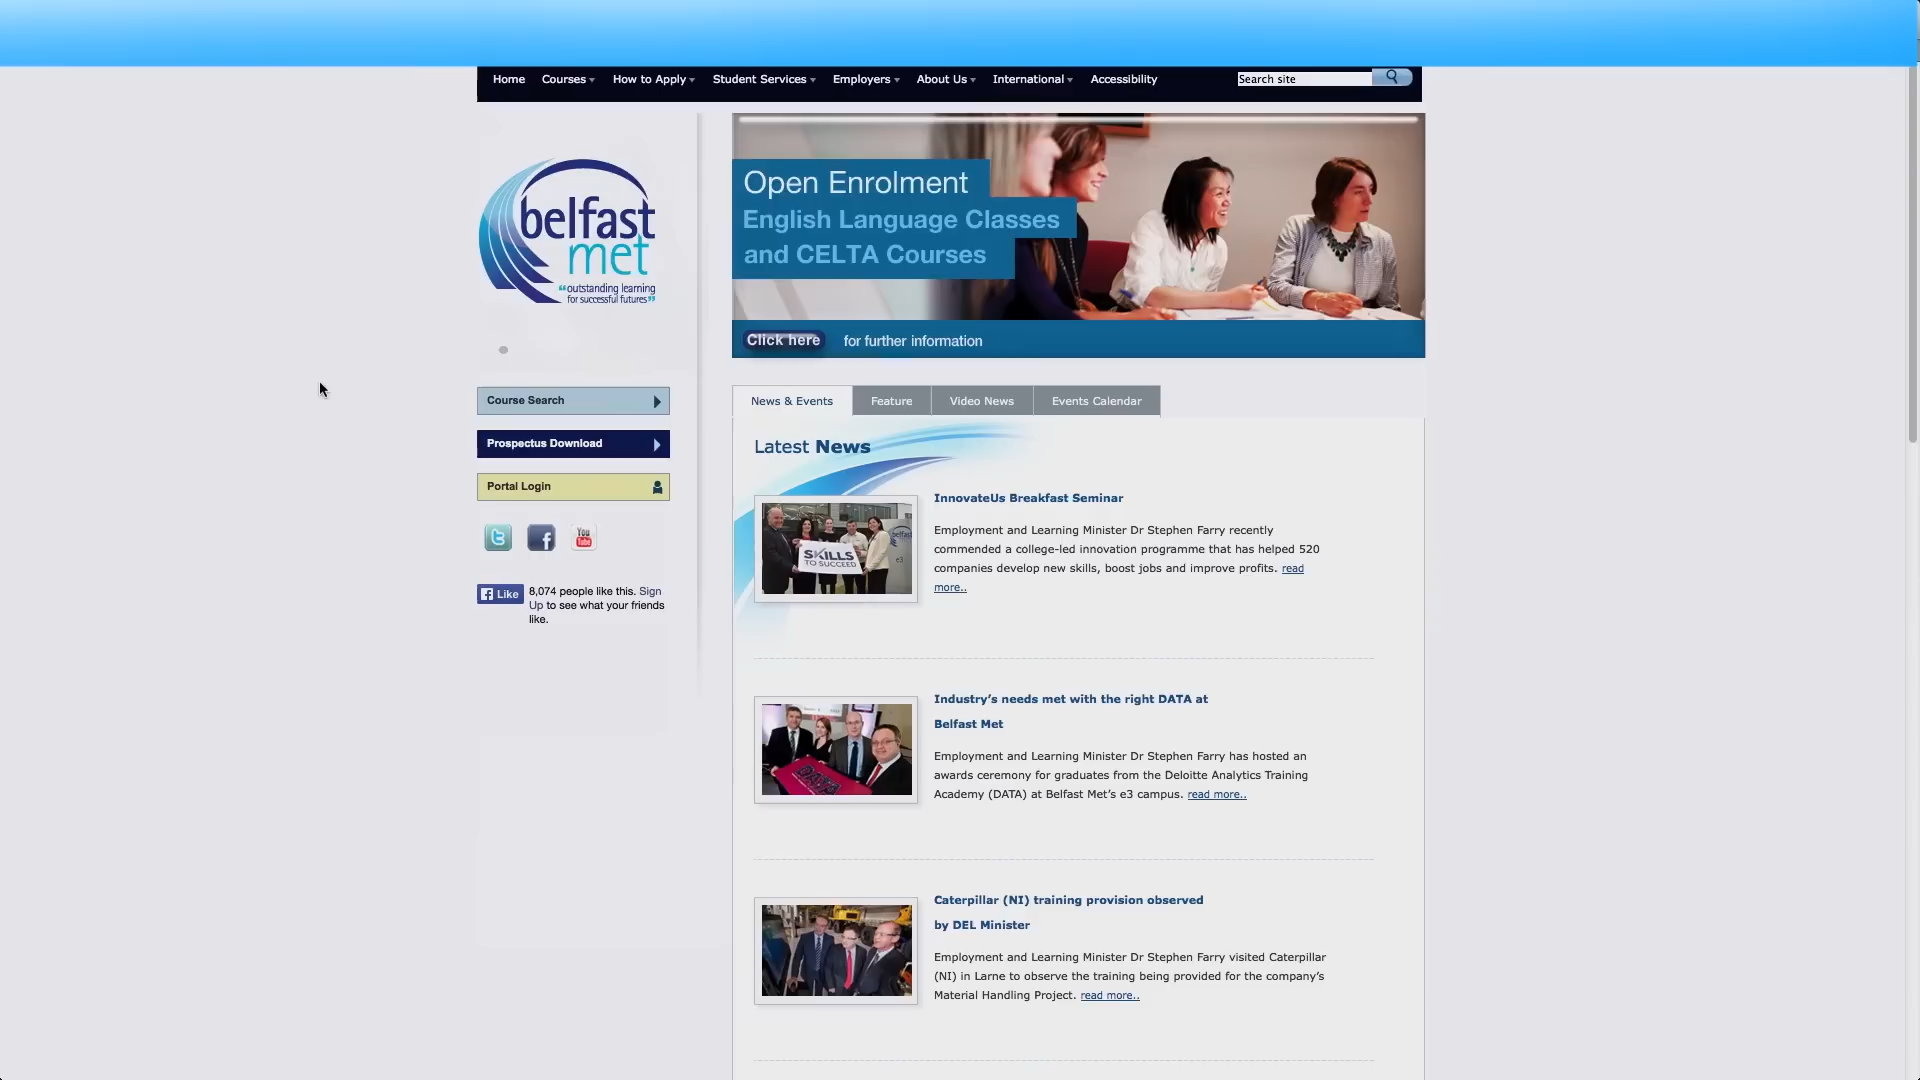 Home Courses How to Apply Student Services Employers About Us International Accessibility Search site
belfast
met
“outstanding learning
for successful futures”
Open Enrolment
English Language Classes
and CELTA Courses
Click here for further information
Course Search
Prospectus Download
Portal Login
You
Tube
Like 8,074 people like this. Sign
Up to see what your friends
like.
News & Events Feature Video News Events Calendar
Latest News
SKILLS
TO SUCCEED
belfast
e3
InnovateUs Breakfast Seminar
Employment and Learning Minister Dr Stephen Farry recently
commended a college-led innovation programme that has helped 520
companies develop new skills, boost jobs and improve profits. read
more..
DATA
Industry’s needs met with the right DATA at
Belfast Met
Employment and Learning Minister Dr Stephen Farry has hosted an
awards ceremony for graduates from the Deloitte Analytics Training
Academy (DATA) at Belfast Met’s e3 campus. read more..
Caterpillar (NI) training provision observed
by DEL Minister
Employment and Learning Minister Dr Stephen Farry visited Caterpillar
(NI) in Larne to observe the training being provided for the company’s
Material Handling Project. read more..